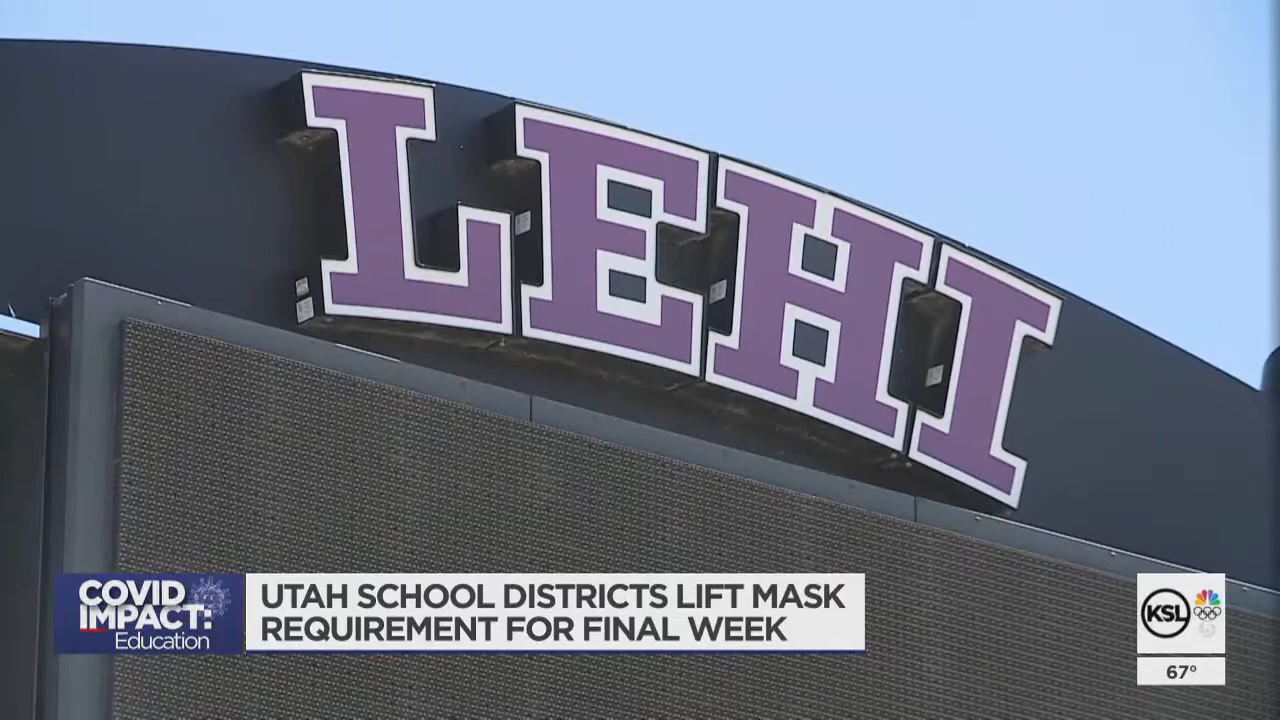 LEHI
COVID
IMPACT:
Education
UTAH SCHOOL DISTRICTS LIFT MASK
REQUIREMENT FOR FINAL WEEK
KSL
67°